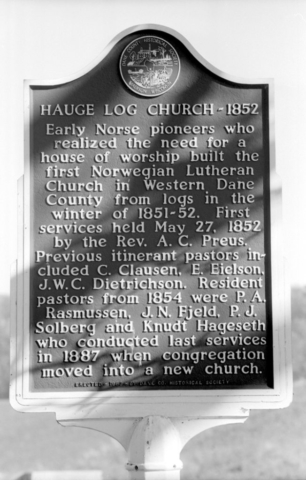 HAUGE LOG CHURCH - 1852
Early Norse pioneers who
realized the need for a
house of worship built the
first Norwegian Lutheran
Church in Western Dane
County from logs in the
winter of 1851-52. First
services held May 27, 1852
by the Rev. A. C. Preus.
Previous itinerant pastors in-
cluded C. Clausen, E. Eielson,
J.W.C. Dietrichson. Resident
pastors from 1854 were P. A.
Rasmussen, J. N. Fjeld, P. J.
Solberg and Knudt Hageseth
who conducted last services
in 1887 when congregation
moved into a new church.
HISTORICAL SOCIETY